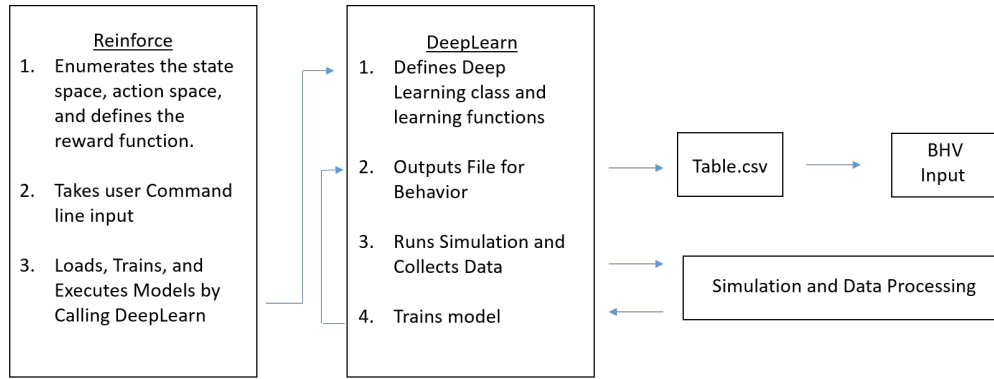 Reinforce
1. Enumerates the state
space, action space,
and defines the
reward function.
2. Takes user Command
line input
3. Loads, Trains, and
Executes Models by
Calling DeepLearn
DeepLearn
1. Defines Deep
Learning class and
learning functions
2. Outputs File for
Behavior
3. Runs Simulation and
Collects Data
4. Trains model
Table.csv
BHV
Input
Simulation and Data Processing